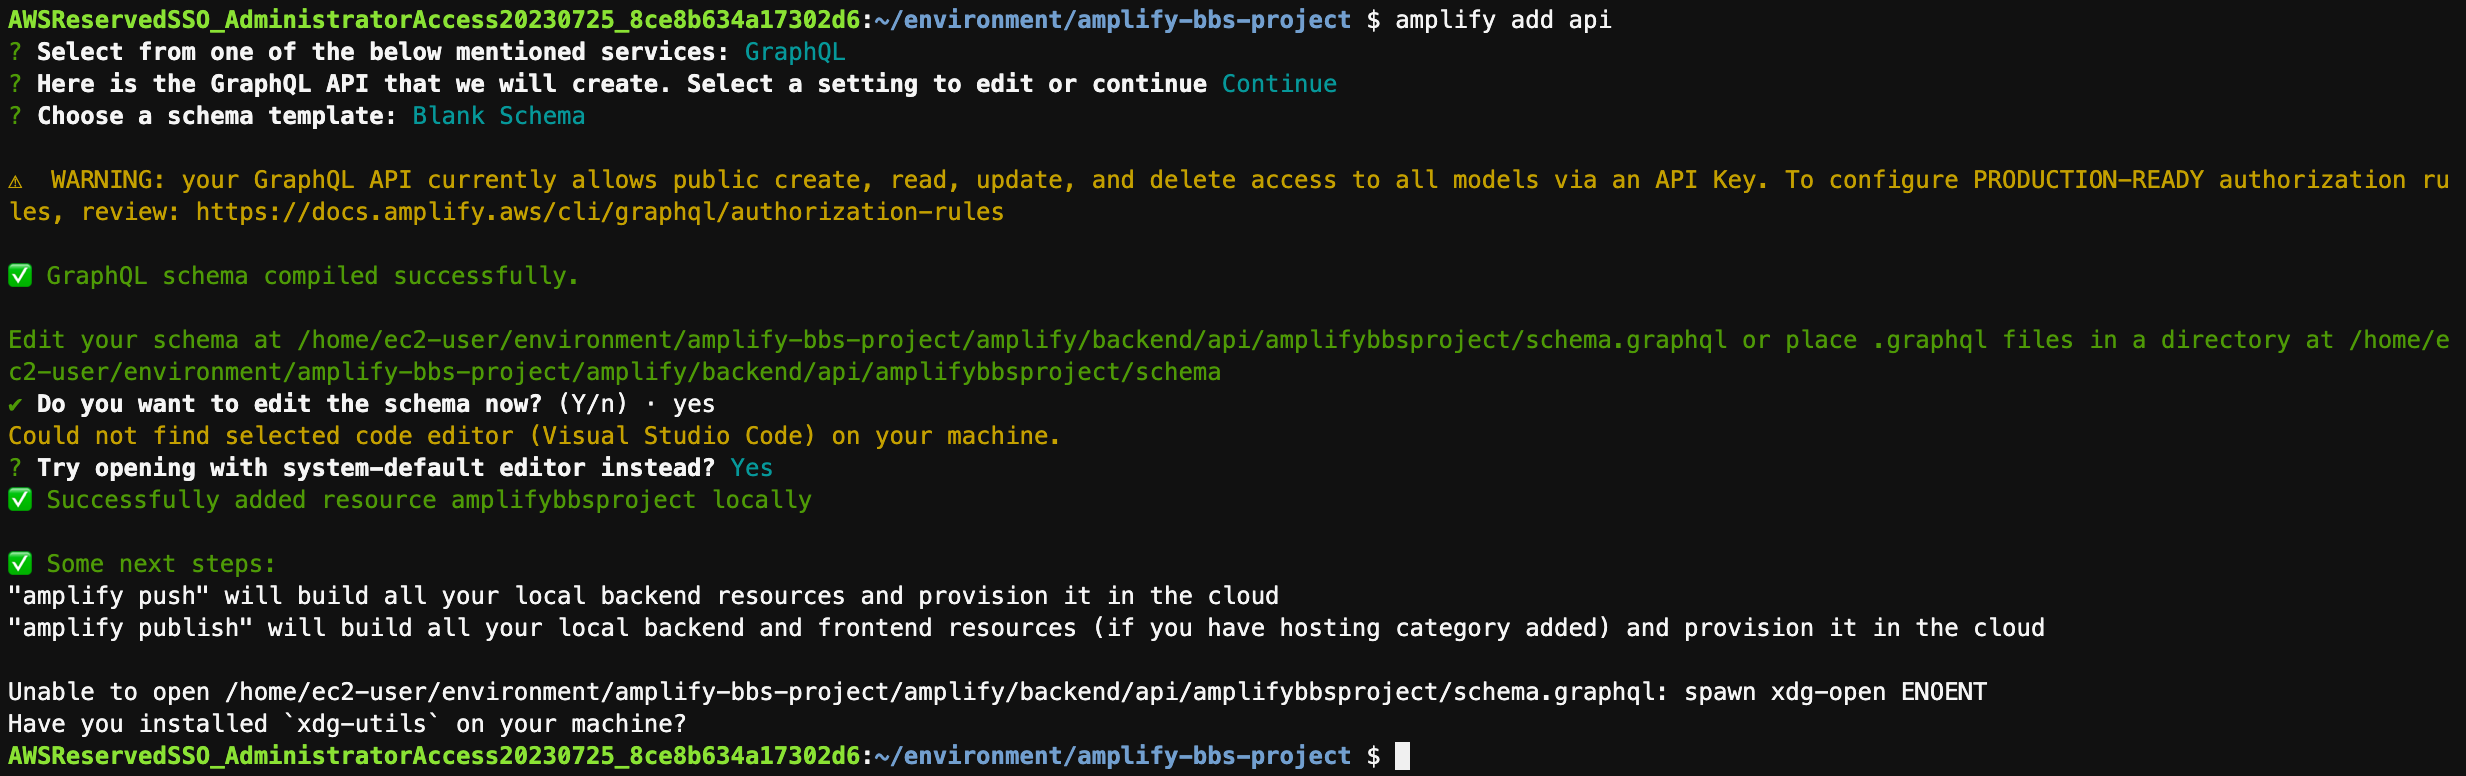 AWSReservedSSO_AdministratorAccess20230725_8ce8b634a17302d6:~/environment/amplify-bbs-project $ amplify add api
? Select from one of the below mentioned services: GraphQL
? Here is the GraphQL API that we will create. Select a setting to edit or continue Continue
? Choose a schema template: Blank Schema
⚠  WARNING: your GraphQL API currently allows public create, read, update, and delete access to all models via an API Key. To configure PRODUCTION-READY authorization ru
les, review: https://docs.amplify.aws/cli/graphql/authorization-rules
✅ GraphQL schema compiled successfully.
Edit your schema at /home/ec2-user/environment/amplify-bbs-project/amplify/backend/api/amplifybbsproject/schema.graphql or place .graphql files in a directory at /home/e
c2-user/environment/amplify-bbs-project/amplify/backend/api/amplifybbsproject/schema
✔ Do you want to edit the schema now? (Y/n) · yes
Could not find selected code editor (Visual Studio Code) on your machine.
? Try opening with system-default editor instead? Yes
✅ Successfully added resource amplifybbsproject locally
✅ Some next steps:
"amplify push" will build all your local backend resources and provision it in the cloud
"amplify publish" will build all your local backend and frontend resources (if you have hosting category added) and provision it in the cloud
Unable to open /home/ec2-user/environment/amplify-bbs-project/amplify/backend/api/amplifybbsproject/schema.graphql: spawn xdg-open ENOENT
Have you installed `xdg-utils` on your machine?
AWSReservedSSO_AdministratorAccess20230725_8ce8b634a17302d6:~/environment/amplify-bbs-project $